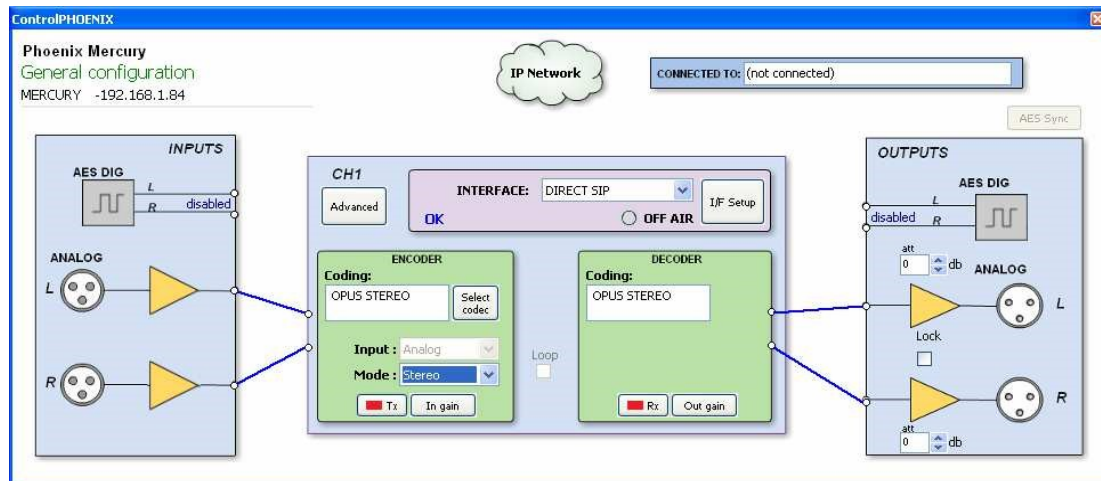 ControlPHOENIX
Phoenix Mercury
General configuration
MERCURY -192.168.1.84
IP Network
CONNECTED TO: (not connected)
AES Sync
INPUTS
AES DIG
L
R disabled
ANALOG
L
R
CH1
Advanced
INTERFACE: DIRECT SIP
I/F Setup
OK
OFF AIR
ENCODER
Coding:
OPUS STEREO
Select
codec
Input : Analog
Mode : Stereo
Tx
In gain
Loop
DECODER
Coding:
OPUS STEREO
Rx
Out gain
OUTPUTS
AES DIG
L
disabled R
att
0 db
ANALOG
L
Lock
R
att
0 db